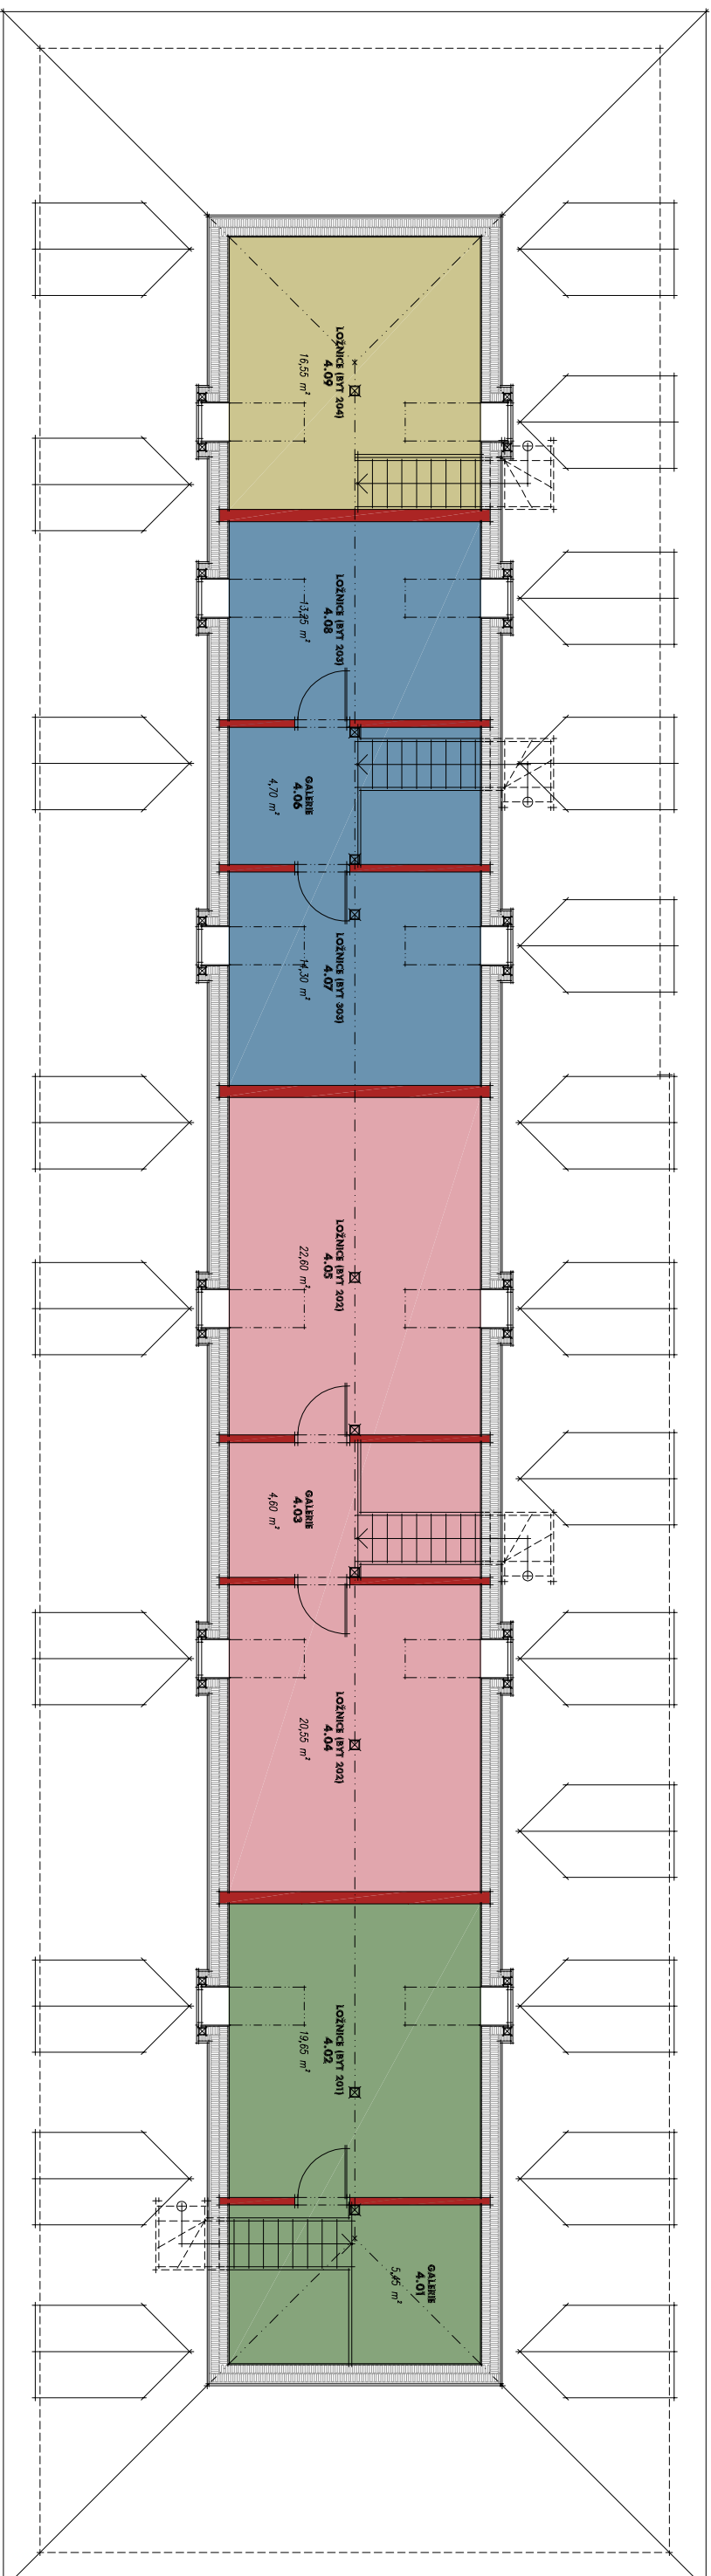 LOŽNICE (BYT 204)
4.09
16,55 m²
LOŽNICE (BYT 203)
4.08
13,25 m²
GALERIE
4.06
4,70 m²
LOŽNICE (BYT 303)
4.07
14,30 m²
LOŽNICE (BYT 202)
4.05
22,60 m²
GALERIE
4.03
4,60 m²
LOŽNICE (BYT 202)
4.04
20,55 m²
LOŽNICE (BYT 201)
4.02
19,65 m²
GALERIE
4.01
5,45 m²